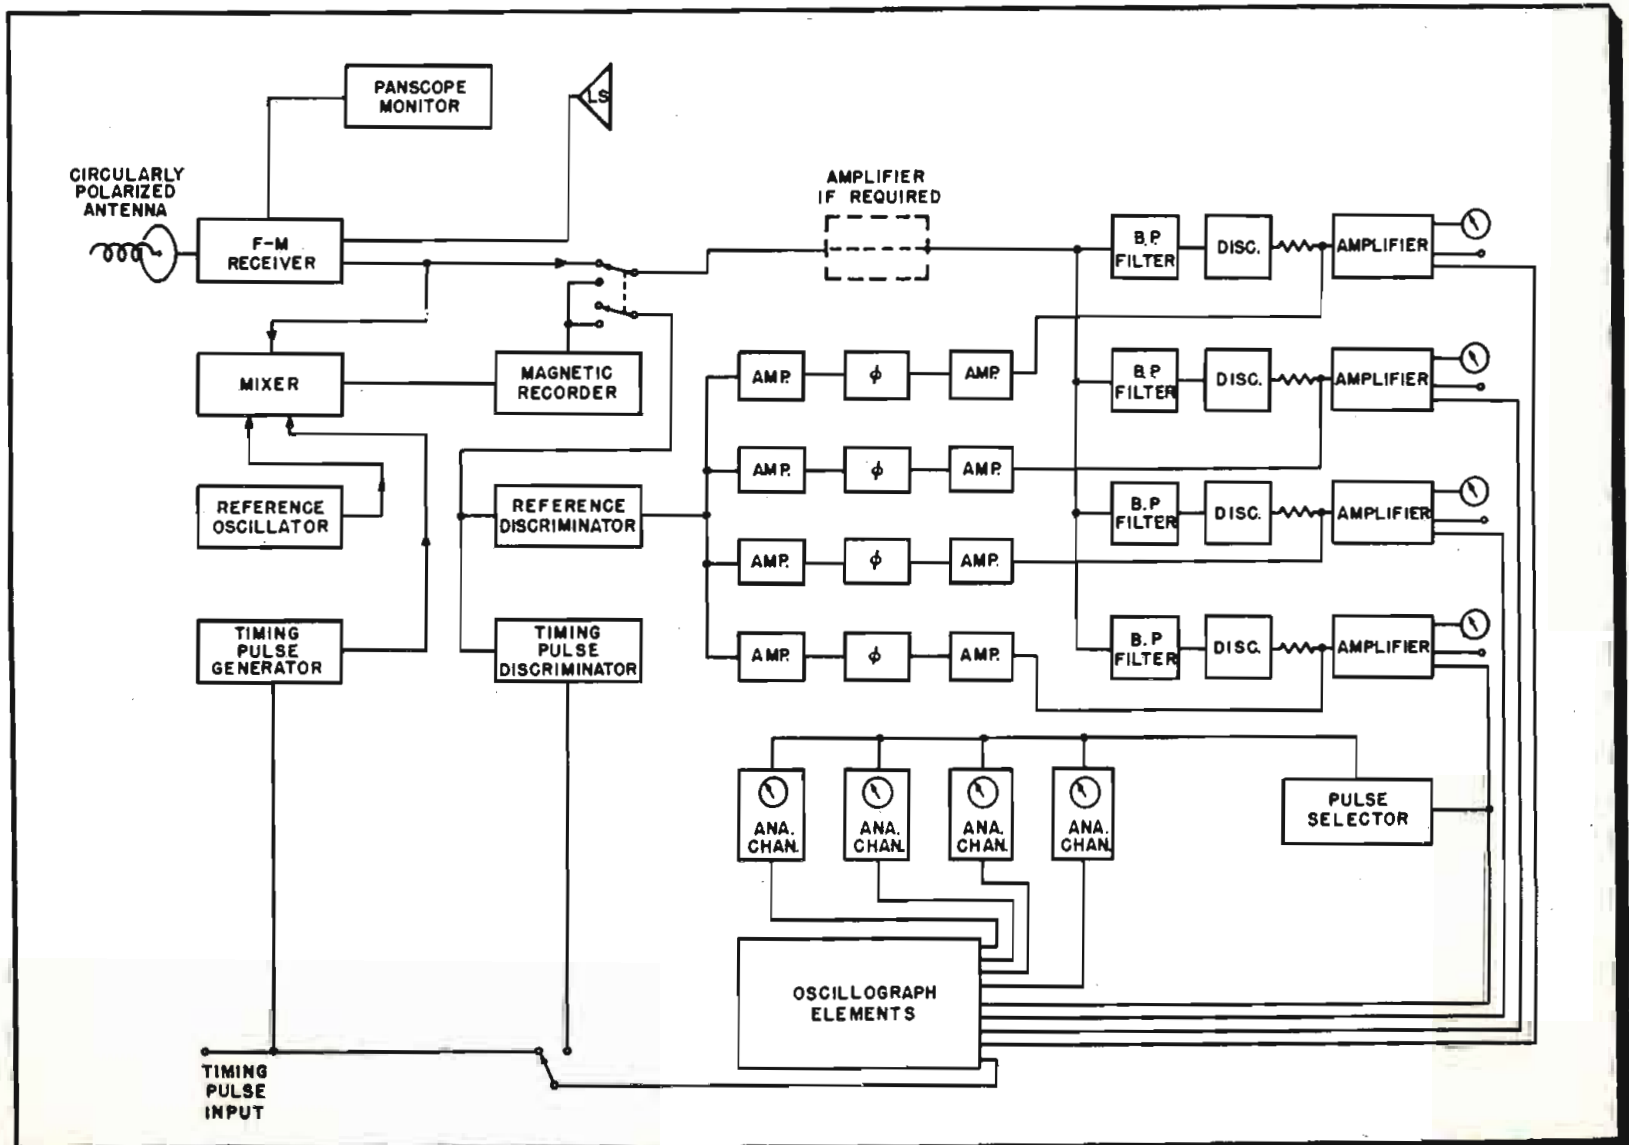 PANSCOPE
MONITOR
LS
CIRCULARLY
POLARIZED
ANTENNA
F-M
RECEIVER
AMPLIFIER
IF REQUIRED
B.P.
FILTER
DISC.
AMPLIFIER
MIXER
MAGNETIC
RECORDER
AMP.
ϕ
AMP.
B.P
FILTER
DISC.
AMPLIFIER
AMP.
ϕ
AMP.
REFERENCE
OSCILLATOR
REFERENCE
DISCRIMINATOR
B.P
FILTER
DISC.
AMPLIFIER
AMP.
ϕ
AMP.
TIMING
PULSE
GENERATOR
TIMING
PULSE
DISCRIMINATOR
AMP.
ϕ
AMP.
B.P
FILTER
DISC.
AMPLIFIER
ANA.
CHAN.
ANA.
CHAN.
ANA.
CHAN.
ANA.
CHAN.
PULSE
SELECTOR
OSCILLOGRAPH
ELEMENTS
TIMING
PULSE
INPUT